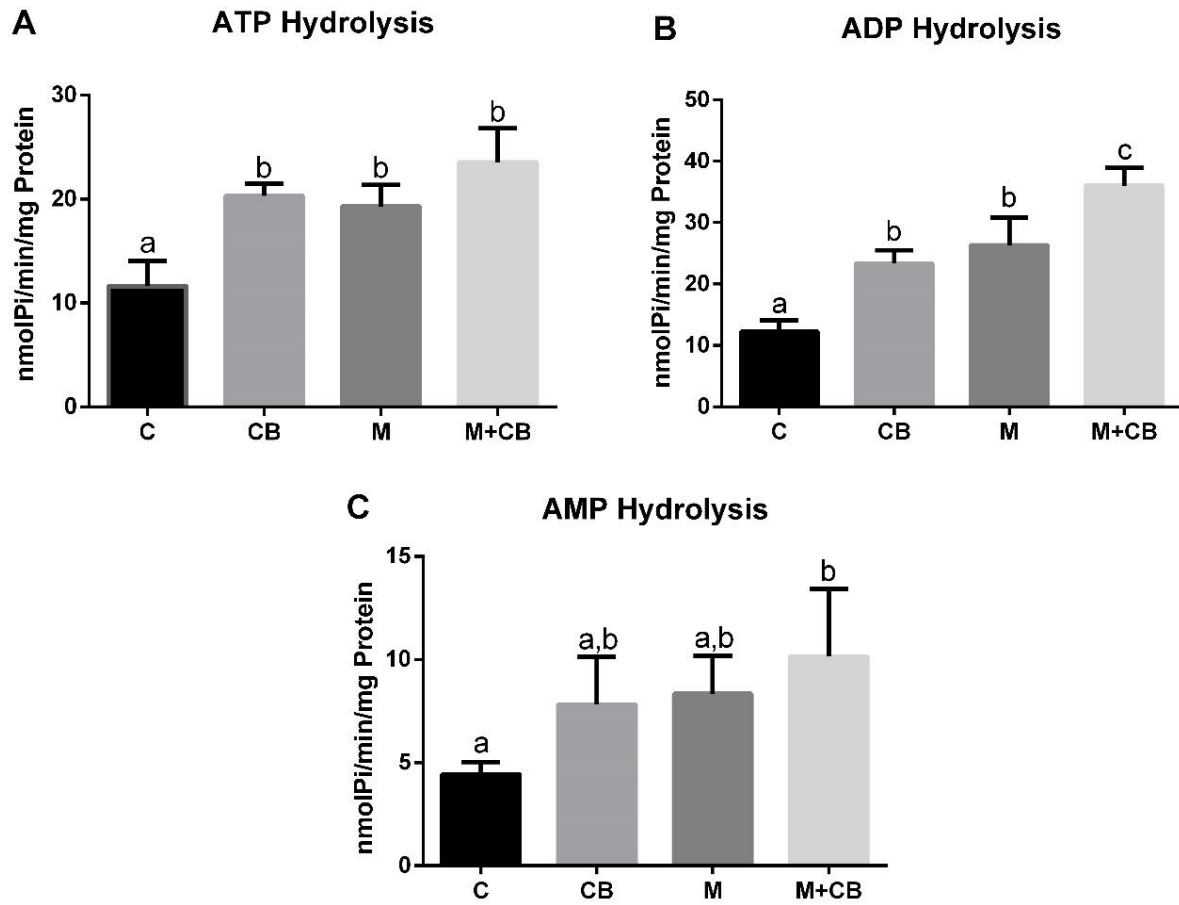 A
ATP Hydrolysis
nmolPi/min/mg Protein
30
20
10
0
a
b
b
b
C
CB
M
M+CB
B
ADP Hydrolysis
nmolPi/min/mg Protein
50
40
30
20
10
0
a
b
b
c
C
CB
M
M+CB
C
AMP Hydrolysis
nmolPi/min/mg Protein
15
10
5
0
a
a,b
a,b
b
C
CB
M
M+CB